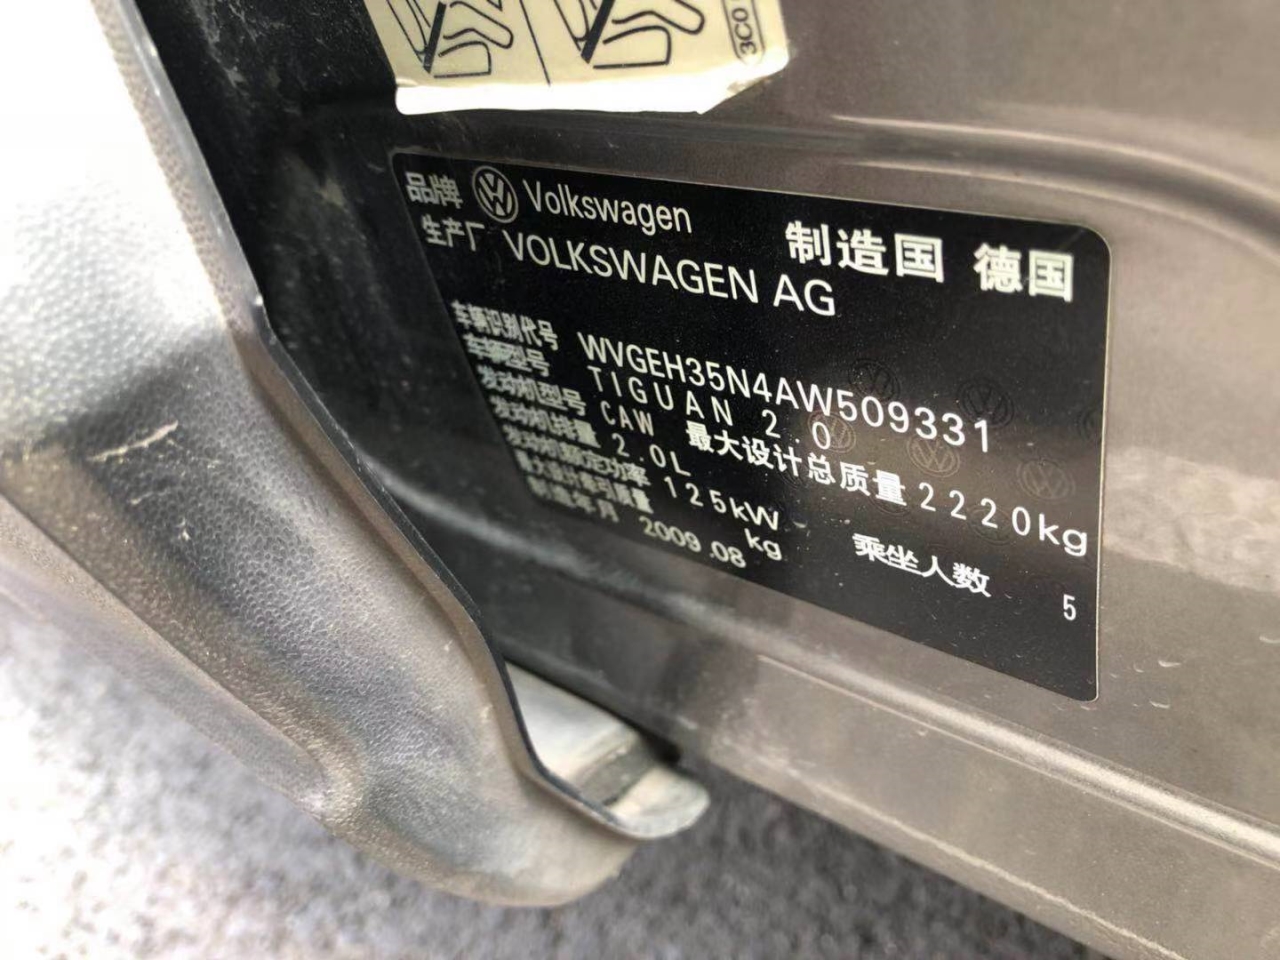 3C0
品牌 Volkswagen
制造国 德国
生产厂 VOLKSWAGEN AG
车辆识别代号 WVGEH35N4AW509331
车辆型号 TIGUAN 2.0
发动机型号 CAW 最大设计总质量 2220kg
发动机排量 2.0L
发动机额定功率 125kW
最大设计牵引质量 kg 乘坐人数 5
制造年月 2009.08